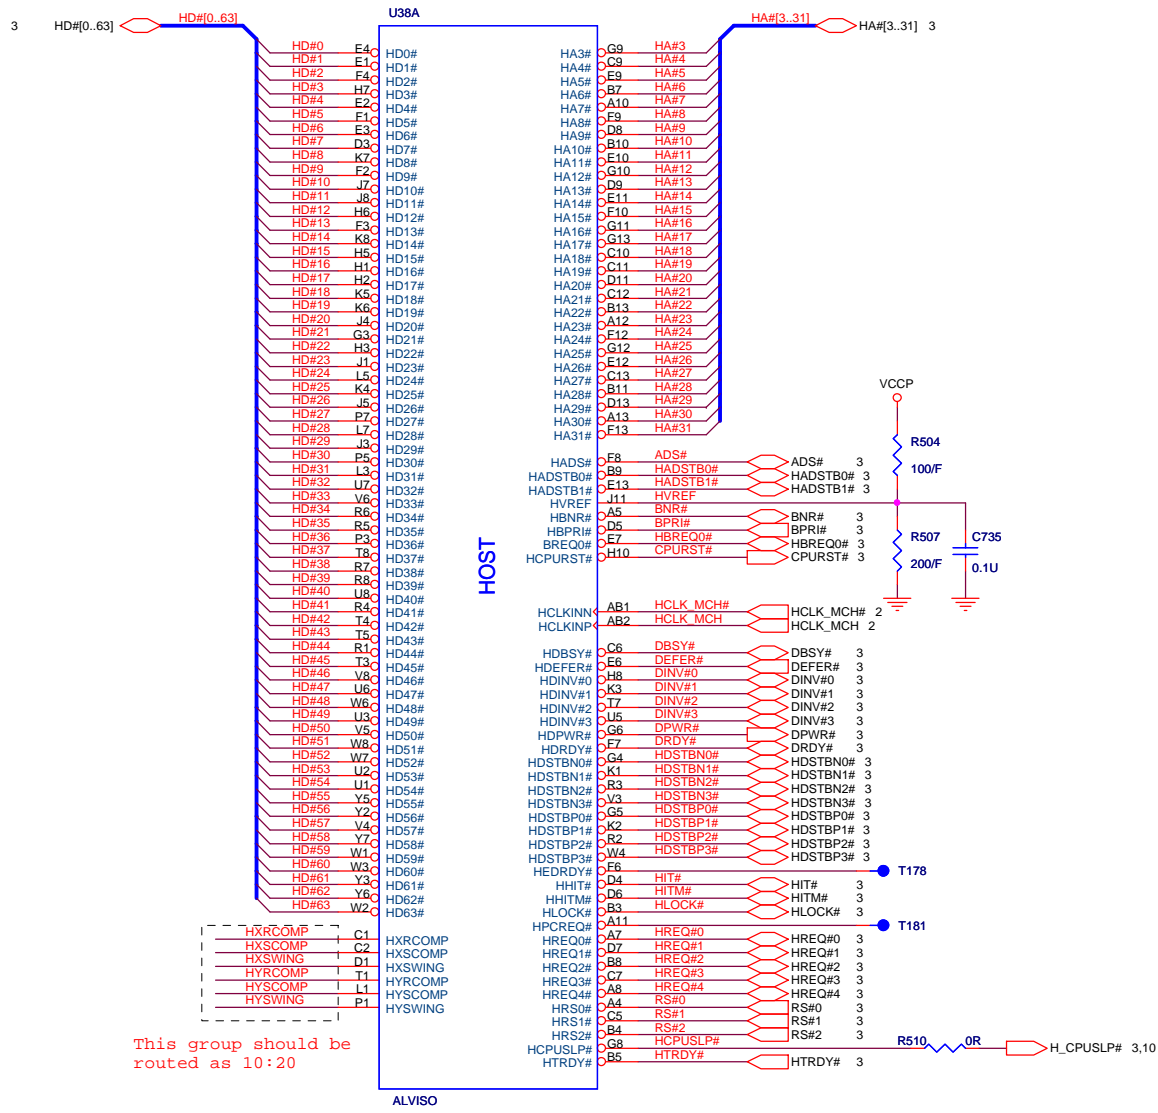 U38A
3 HD#[0..63] HD#[0..63] HA#[3..31] HA#[3..31] 3
HD#0 E4 HD0# HA3# G9 HA#3
HD#1 E1 HD1# HA4# C9 HA#4
HD#2 F4 HD2# HA5# E9 HA#5
HD#3 H7 HD3# HA6# B7 HA#6
HD#4 E2 HD4# HA7# A10 HA#7
HD#5 F1 HD5# HA8# F9 HA#8
HD#6 E3 HD6# HA9# D8 HA#9
HD#7 D3 HD7# HA10# B10 HA#10
HD#8 K7 HD8# HA11# E10 HA#11
HD#9 F2 HD9# HA12# G10 HA#12
HD#10 J7 HD10# HA13# D9 HA#13
HD#11 J8 HD11# HA14# E11 HA#14
HD#12 H6 HD12# HA15# F10 HA#15
HD#13 F3 HD13# HA16# G11 HA#16
HD#14 K8 HD14# HA17# G13 HA#17
HD#15 H5 HD15# HA18# C10 HA#18
HD#16 H1 HD16# HA19# C11 HA#19
HD#17 H2 HD17# HA20# D11 HA#20
HD#18 K5 HD18# HA21# C12 HA#21
HD#19 K6 HD19# HA22# B13 HA#22
HD#20 J4 HD20# HA23# A12 HA#23
HD#21 G3 HD21# HA24# F12 HA#24
HD#22 H3 HD22# HA25# G12 HA#25
HD#23 J1 HD23# HA26# E12 HA#26
HD#24 L5 HD24# HA27# C13 HA#27
HD#25 K4 HD25# HA28# B11 HA#28 VCCP
HD#26 J5 HD26# HA29# D13 HA#29
HD#27 P7 HD27# HA30# A13 HA#30
HD#28 L7 HD28# HA31# F13 HA#31
HD#29 J3 HD29# R504
HD#30 P5 HD30# HADS# F8 ADS# ADS# 3
HD#31 L3 HD31# HADSTB0# B9 HADSTB0# HADSTB0# 3 100/F
HD#32 U7 HD32# HADSTB1# E13 HADSTB1# HADSTB1# 3
HD#33 V6 HD33# HVREF J11 HVREF
HD#34 R6 HD34# HBNR# A5 BNR# BNR# 3
HD#35 R5 HD35# HBPRI# D5 BPRI# BPRI# 3
HD#36 P3 HD36# BREQ0# E7 HBREQ0# HBREQ0# 3 R507 C735
HD#37 T8 HD37# HCPURST# H10 CPURST# CPURST# 3
HD#38 R7 HD38# 200/F 0.1U
HD#39 R8 HD39#
HD#40 U8 HD40#
HD#41 R4 HD41# HCLKINN AB1 HCLK_MCH# HCLK_MCH# 2
HD#42 T4 HD42# HCLKINP AB2 HCLK_MCH HCLK_MCH 2
HD#43 T5 HD43#
HD#44 R1 HD44# HDBSY# C6 DBSY# DBSY# 3
HD#45 T3 HD45# HDEFER# E6 DEFER# DEFER# 3
HD#46 V8 HD46# HDINV#0 H8 DINV#0 DINV#0 3
HD#47 U6 HD47# HDINV#1 K3 DINV#1 DINV#1 3
HD#48 W6 HD48# HDINV#2 T7 DINV#2 DINV#2 3
HD#49 U3 HD49# HDINV#3 U5 DINV#3 DINV#3 3
HD#50 V5 HD50# HDPWR# G6 DPWR# DPWR# 3
HD#51 W8 HD51# HDRDY# F7 DRDY# DRDY# 3
HD#52 W7 HD52# HDSTBN0# G4 HDSTBN0# HDSTBN0# 3
HD#53 U2 HD53# HDSTBN1# K1 HDSTBN1# HDSTBN1# 3
HD#54 U1 HD54# HDSTBN2# R3 HDSTBN2# HDSTBN2# 3
HD#55 Y5 HD55# HDSTBN3# V3 HDSTBN3# HDSTBN3# 3
HD#56 Y2 HD56# HDSTBP0# G5 HDSTBP0# HDSTBP0# 3
HD#57 V4 HD57# HDSTBP1# K2 HDSTBP1# HDSTBP1# 3
HD#58 Y7 HD58# HDSTBP2# R2 HDSTBP2# HDSTBP2# 3
HD#59 W1 HD59# HDSTBP3# W4 HDSTBP3# HDSTBP3# 3
HD#60 W3 HD60# HEDRDY# F6 T178
HD#61 Y3 HD61# HHIT# D4 HIT# HIT# 3
HD#62 Y6 HD62# HHITM# D6 HITM# HITM# 3
HD#63 W2 HD63# HLOCK# B3 HLOCK# HLOCK# 3
HPCREQ# A11 T181
HXRCOMP C1 HXRCOMP HREQ0# A7 HREQ#0 HREQ#0 3
HXSCOMP C2 HXSCOMP HREQ1# D7 HREQ#1 HREQ#1 3
HXSWING D1 HXSWING HREQ2# B8 HREQ#2 HREQ#2 3
HYRCOMP T1 HYRCOMP HREQ3# C7 HREQ#3 HREQ#3 3
HYSCOMP L1 HYSCOMP HREQ4# A8 HREQ#4 HREQ#4 3
HYSWING P1 HYSWING HRS0# A4 RS#0 RS#0 3
HRS1# C5 RS#1 RS#1 3
HRS2# B4 RS#2 RS#2 3
HCPUSLP# G8 HCPUSLP# R510 0R H_CPUSLP# 3,10
HTRDY# B5 HTRDY# HTRDY# 3
This group should be
routed as 10:20
HOST
ALVISO